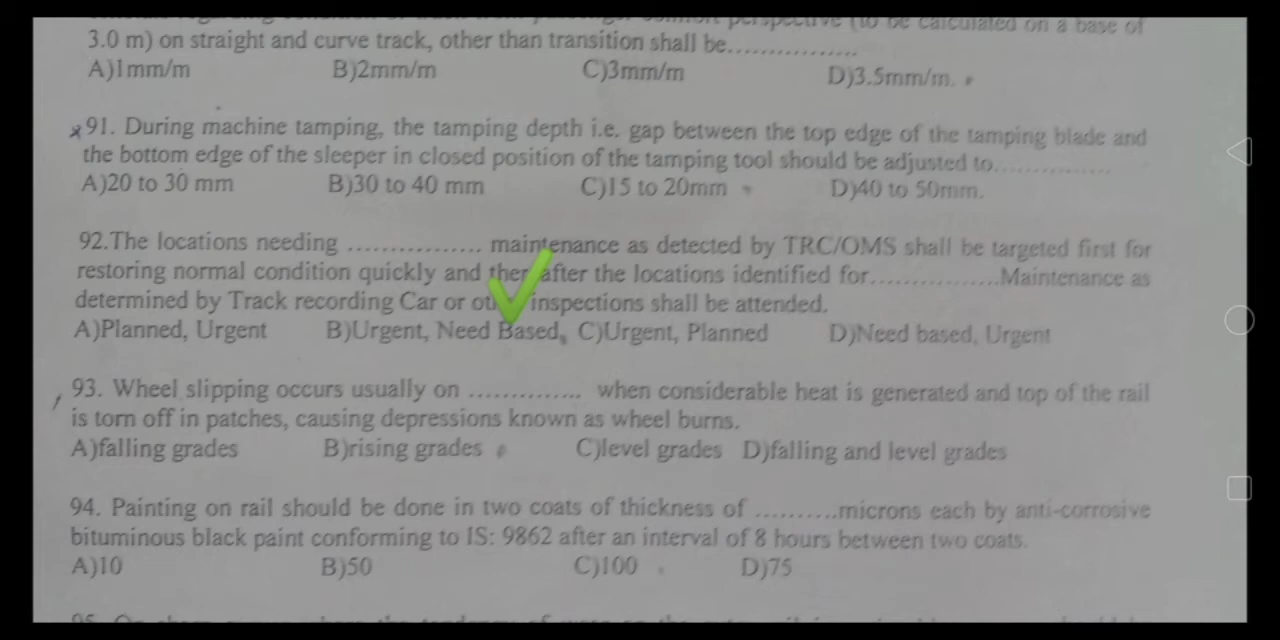 perspective (to be calculated on a base of
3.0 m) on straight and curve track, other than transition shall be...............
A)1mm/m B)2mm/m C)3mm/m D)3.5mm/m.
91. During machine tamping, the tamping depth i.e. gap between the top edge of the tamping blade and
the bottom edge of the sleeper in closed position of the tamping tool should be adjusted to...............
A)20 to 30 mm B)30 to 40 mm C)15 to 20mm D)40 to 50mm.
92.The locations needing ................ maintenance as detected by TRC/OMS shall be targeted first for
restoring normal condition quickly and after the locations identified for................Maintenance as
determined by Track recording Car or inspections shall be attended.
A)Planned, Urgent B)Urgent, Need Based, C)Urgent, Planned D)Need based, Urgent
93. Wheel slipping occurs usually on ............. when considerable heat is generated and top of the rail
is torn off in patches, causing depressions known as wheel burns.
A)falling grades B)rising grades C)level grades D)falling and level grades
94. Painting on rail should be done in two coats of thickness of ..........microns each by anti-corrosive
bituminous black paint conforming to IS: 9862 after an interval of 8 hours between two coats.
A)10 B)50 C)100 D)75